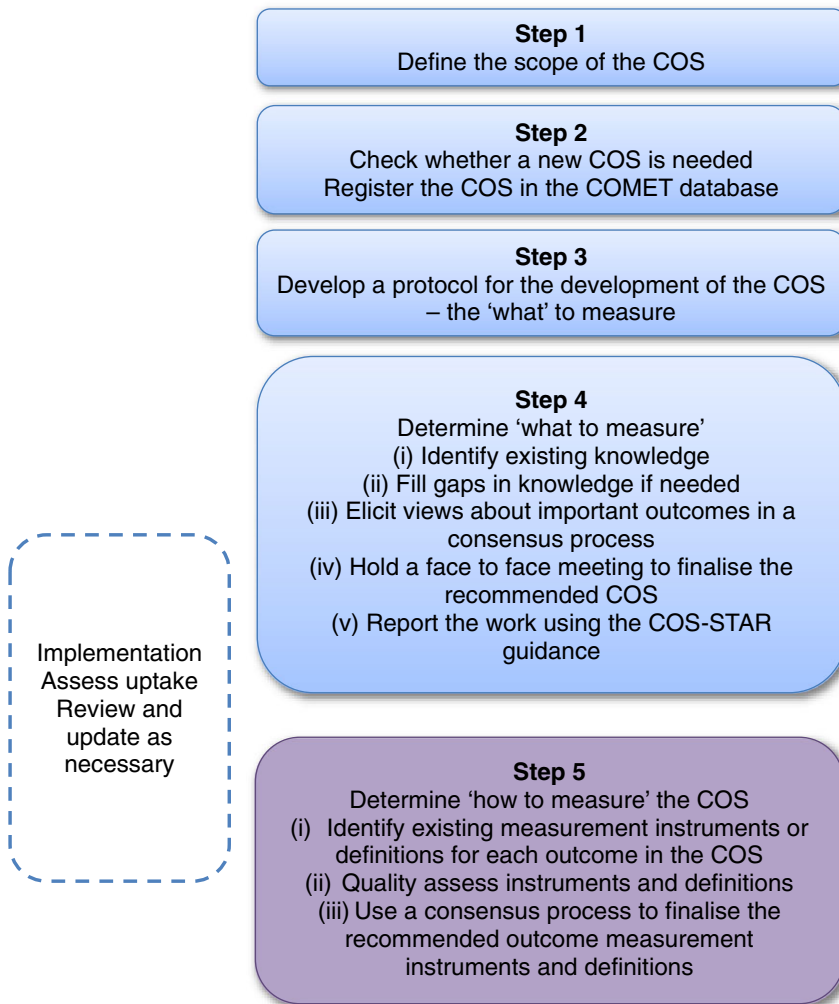 Step 1
Define the scope of the COS
Step 2
Check whether a new COS is needed
Register the COS in the COMET database
Step 3
Develop a protocol for the development of the COS
– the ‘what’ to measure
Step 4
Determine ‘what to measure’
(i) Identify existing knowledge
(ii) Fill gaps in knowledge if needed
(iii) Elicit views about important outcomes in a
consensus process
(iv) Hold a face to face meeting to finalise the
recommended COS
(v) Report the work using the COS-STAR
guidance
Implementation
Assess uptake
Review and
update as
necessary
Step 5
Determine ‘how to measure’ the COS
(i) Identify existing measurement instruments or
definitions for each outcome in the COS
(ii) Quality assess instruments and definitions
(iii) Use a consensus process to finalise the
recommended outcome measurement
instruments and definitions